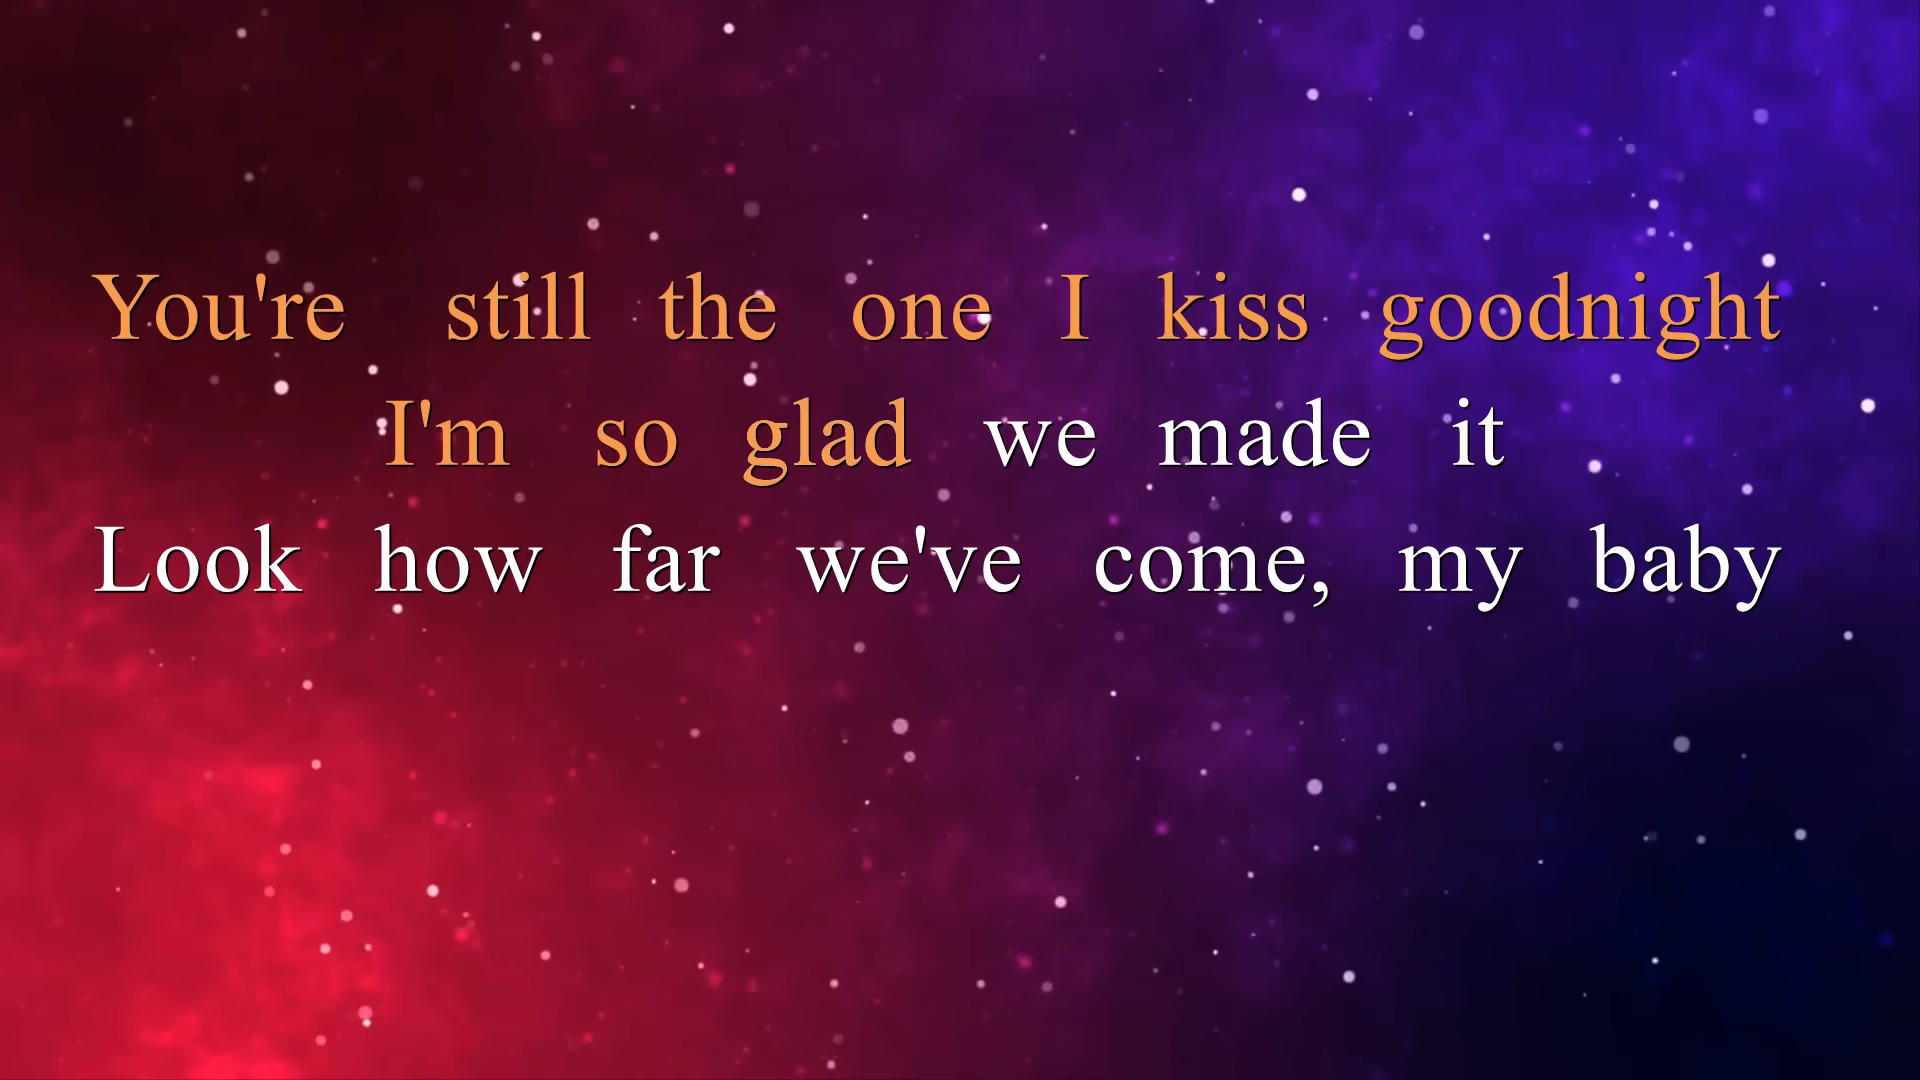 You're still the one I kiss goodnight
I'm so glad we made it
Look how far we've come, my baby